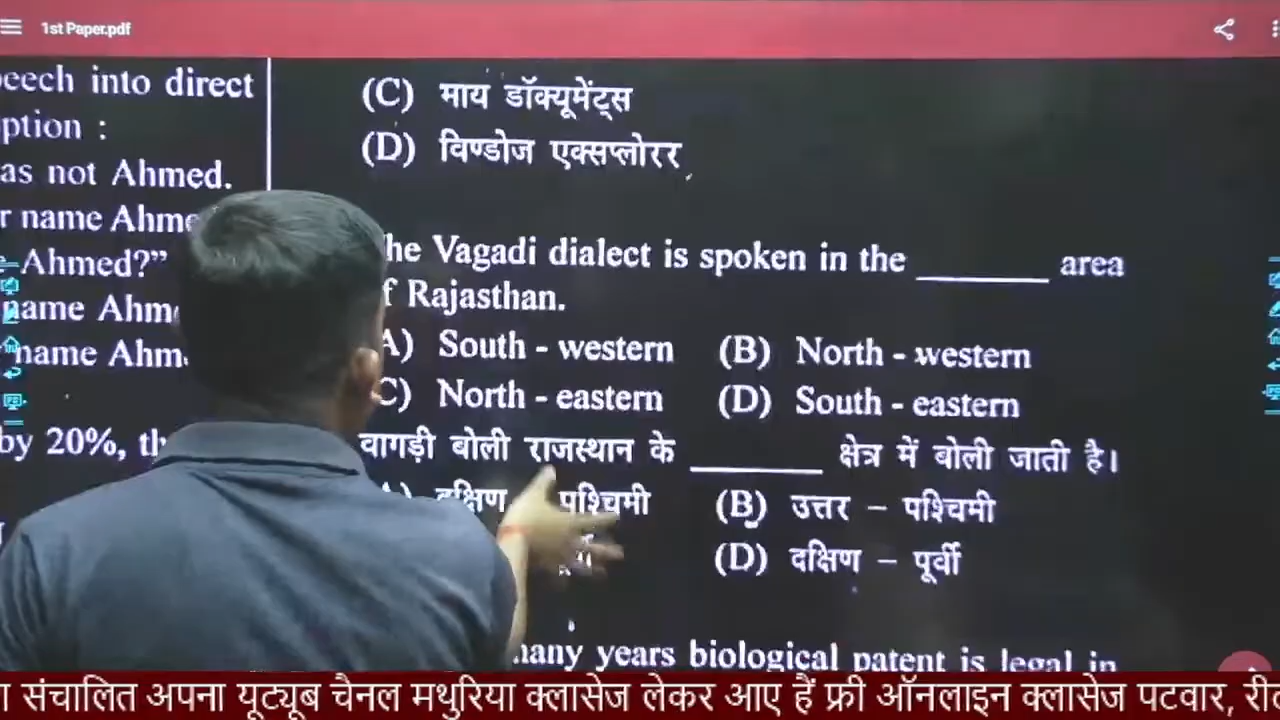 1st Paper.pdf
peech into direct
ption :
as not Ahmed.
r name Ahme
Ahmed?”
name Ahm
name Ahm
by 20%, th
(C) माय डॉक्यूमेंट्स
(D) विण्डोज एक्सप्लोरर
he Vagadi dialect is spoken in the ________ area
f Rajasthan.
A) South - western (B) North - western
C) North - eastern (D) South - eastern
वागड़ी बोली राजस्थान के ________ क्षेत्र में बोली जाती है।
A) दक्षिण पश्चिमी (B) उत्तर – पश्चिमी
(D) दक्षिण – पूर्वी
many years biological patent is legal in
संचालित अपना यूट्यूब चैनल मथुरिया क्लासेज लेकर आए हैं फ्री ऑनलाइन क्लासेज पटवार, री